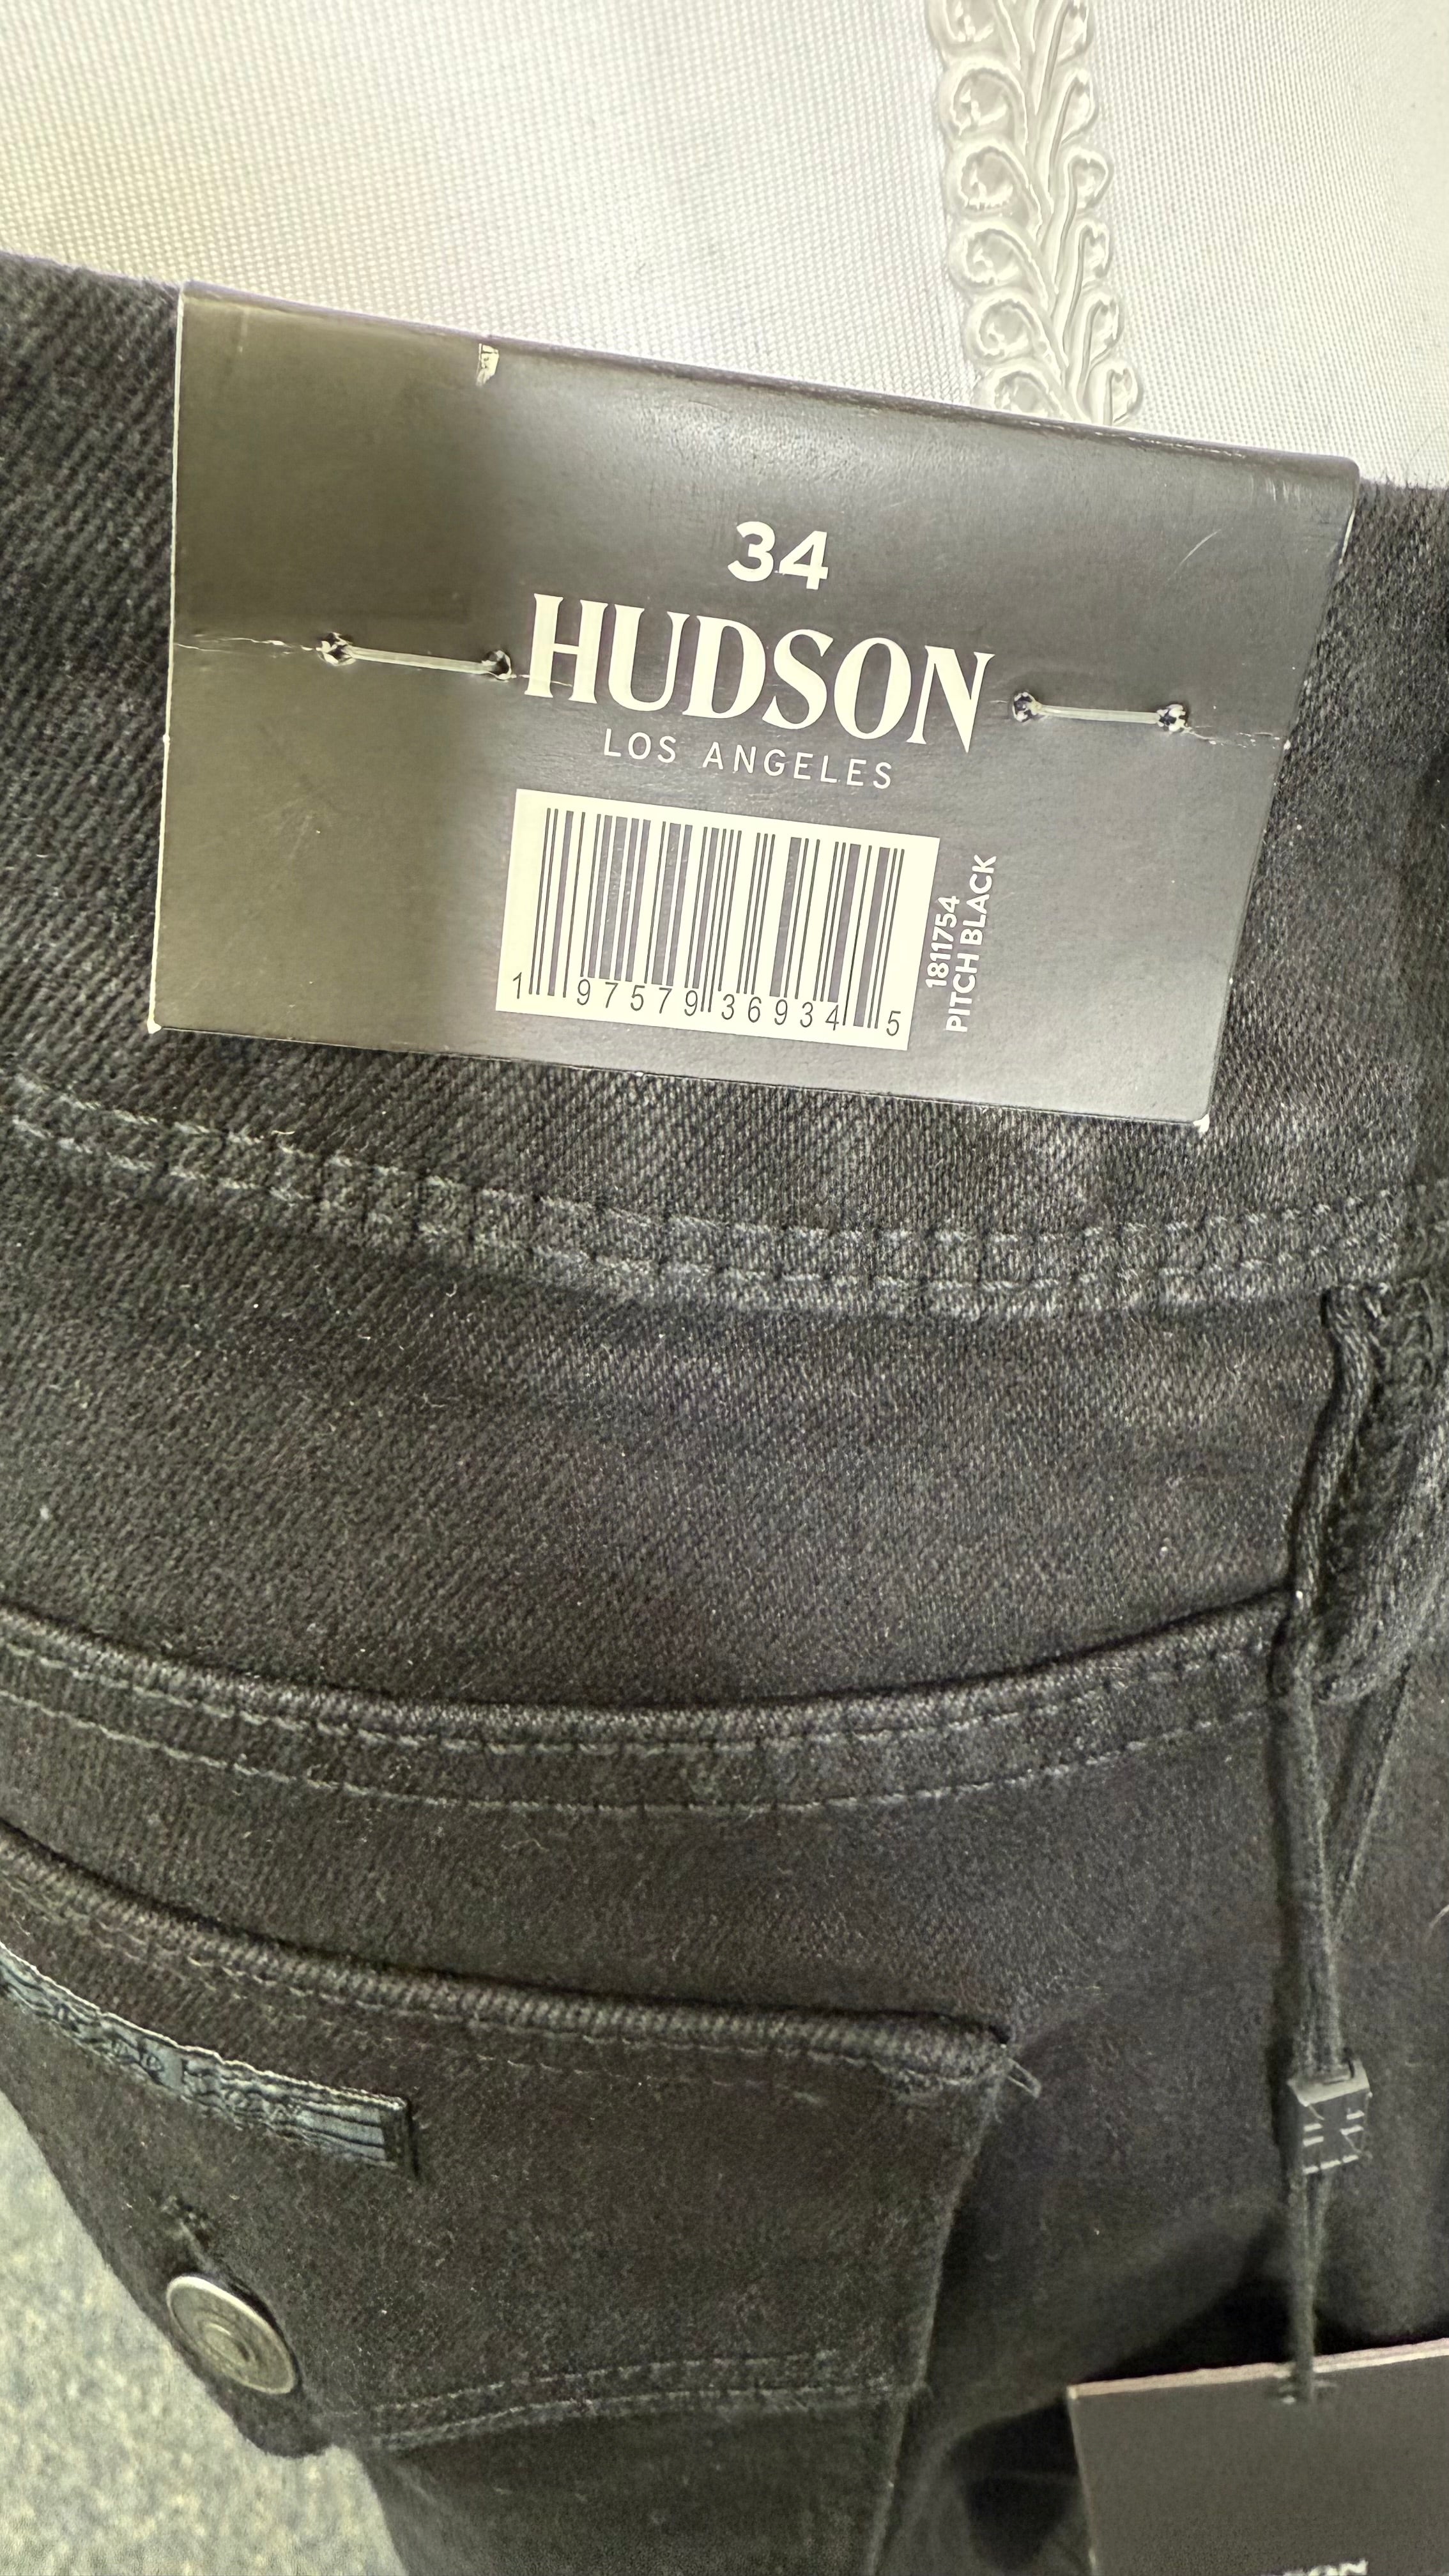 34
HUDSON
LOS ANGELES
1 97579 36934 5
1811754
PITCH BLACK